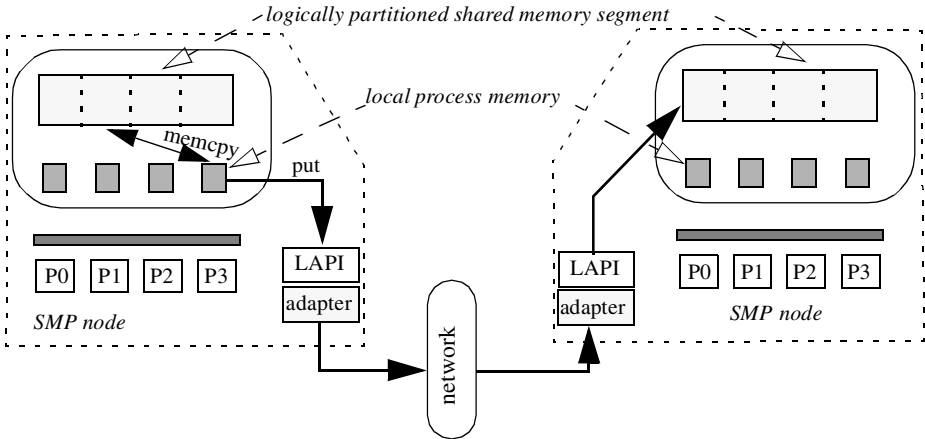 logically partitioned shared memory segment
local process memory
memcpy
put
LAPI
adapter
P0 P1 P2 P3
SMP node
network
LAPI
adapter
P0 P1 P2 P3
SMP node